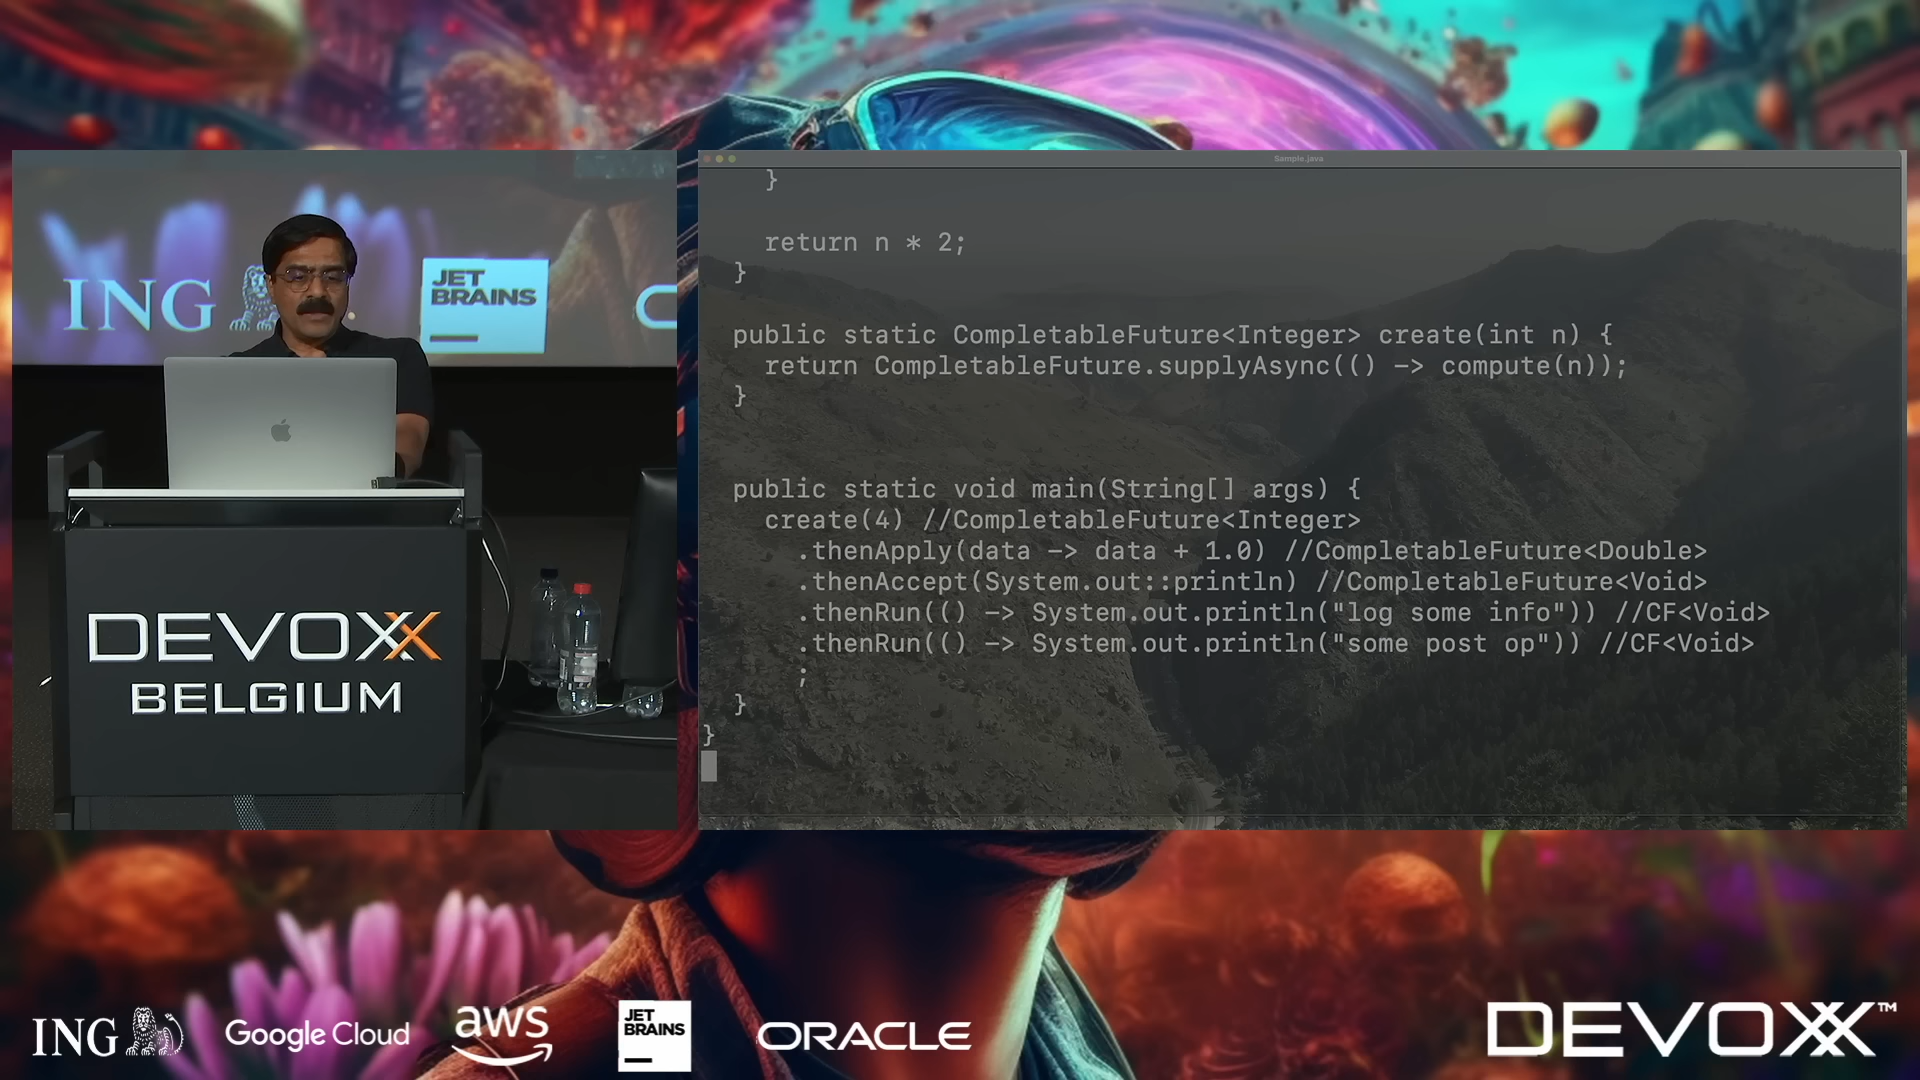 ING
JET
BRAINS
DEVOXX
BELGIUM
Sample.java
}
return n * 2;
}
public static CompletableFuture<Integer> create(int n) {
return CompletableFuture.supplyAsync(() -> compute(n));
}
public static void main(String[] args) {
create(4) //CompletableFuture<Integer>
.thenApply(data -> data + 1.0) //CompletableFuture<Double>
.thenAccept(System.out::println) //CompletableFuture<Void>
.thenRun(() -> System.out.println("log some info")) //CF<Void>
.thenRun(() -> System.out.println("some post op")) //CF<Void>
;
}
}
ING
Google Cloud
aws
JET
BRAINS
ORACLE
DEVOXX™